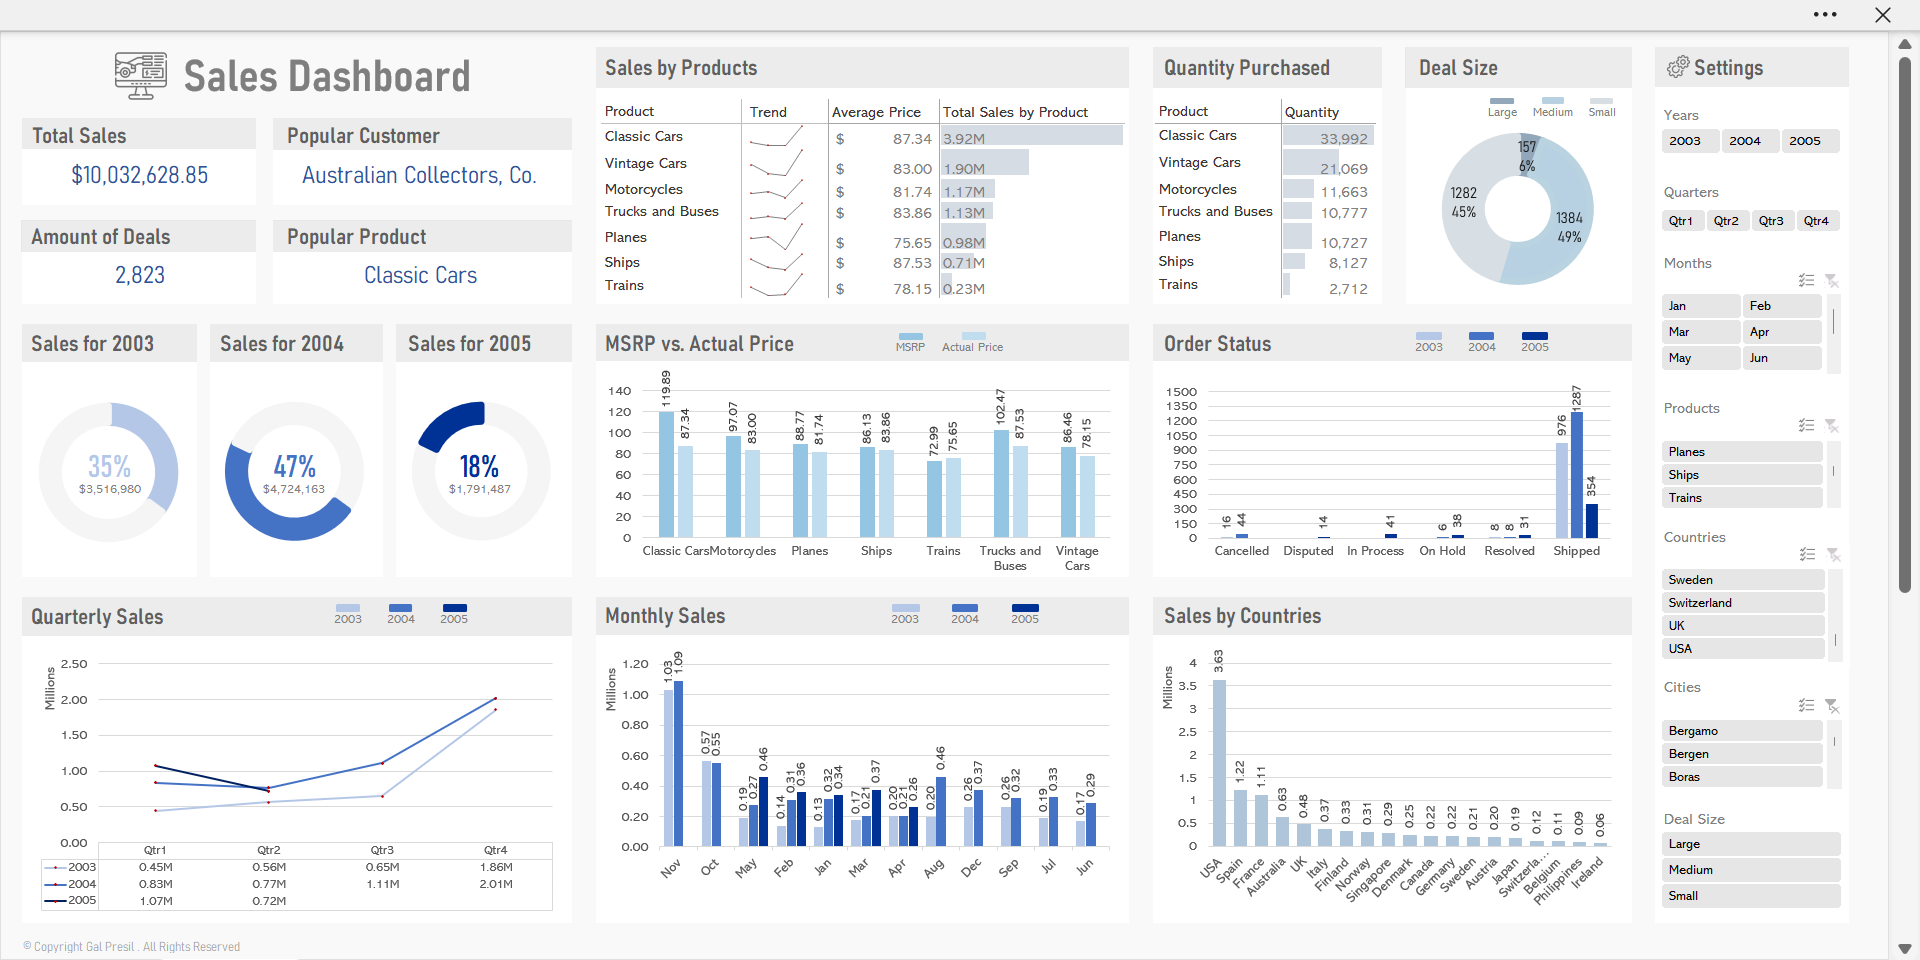 Sales Dashboard
Total Sales
$10,032,628.85
Popular Customer
Australian Collectors, Co.
Amount of Deals
2,823
Popular Product
Classic Cars
Sales by Products
Product Trend Average Price Total Sales by Product
Classic Cars $ 87.34 3.92M
Vintage Cars $ 83.00 1.90M
Motorcycles $ 81.74 1.17M
Trucks and Buses $ 83.86 1.13M
Planes $ 75.65 0.98M
Ships $ 87.53 0.71M
Trains $ 78.15 0.23M
Quantity Purchased
Product Quantity
Classic Cars 33,992
Vintage Cars 21,069
Motorcycles 11,663
Trucks and Buses 10,777
Planes 10,727
Ships 8,127
Trains 2,712
Deal Size
Large Medium Small
157
6%
1282
45%
1384
49%
Sales for 2003
35%
$3,516,980
Sales for 2004
47%
$4,724,163
Sales for 2005
18%
$1,791,487
MSRP vs. Actual Price
MSRP Actual Price
140
120
100
80
60
40
20
0
119.89 87.34 97.07 83.00 88.77 81.74 86.13 83.86 72.99 75.65 102.47 87.53 86.46 78.15
Classic Cars Motorcycles Planes Ships Trains Trucks and Vintage
Buses Cars
Order Status
2003 2004 2005
1500
1350
1200
1050
900
750
600
450
300
150
0
16 44 14 41 6 38 8 8 31 976 1287 354
Cancelled Disputed In Process On Hold Resolved Shipped
Quarterly Sales
2003 2004 2005
Millions
2.50
2.00
1.50
1.00
0.50
0.00
Qtr1 Qtr2 Qtr3 Qtr4
2003 0.45M 0.56M 0.65M 1.86M
2004 0.83M 0.77M 1.11M 2.01M
2005 1.07M 0.72M
Monthly Sales
2003 2004 2005
Millions
1.20
1.00
0.80
0.60
0.40
0.20
0.00
1.03 1.09 0.57 0.55 0.19 0.27 0.46 0.14 0.31 0.36 0.13 0.32 0.34 0.17 0.21 0.37 0.20 0.21 0.26 0.20 0.46 0.26 0.37 0.26 0.32 0.19 0.33 0.17 0.29
Nov Oct May Feb Jan Mar Apr Aug Dec Sep Jul Jun
Sales by Countries
Millions
4
3.5
3
2.5
2
1.5
1
0.5
0
3.63 1.22 1.11 0.63 0.48 0.37 0.33 0.31 0.29 0.25 0.22 0.22 0.21 0.20 0.19 0.12 0.11 0.09 0.06
USA Spain France Australia UK Italy Finland Norway Singapore Denmark Canada Germany Sweden Austria Japan Switzerla... Belgium Philippines Ireland
Settings
Years
2003 2004 2005
Quarters
Qtr1 Qtr2 Qtr3 Qtr4
Months
Jan Feb
Mar Apr
May Jun
Products
Planes
Ships
Trains
Countries
Sweden
Switzerland
UK
USA
Cities
Bergamo
Bergen
Boras
Deal Size
Large
Medium
Small
© Copyright Gal Presil . All Rights Reserved